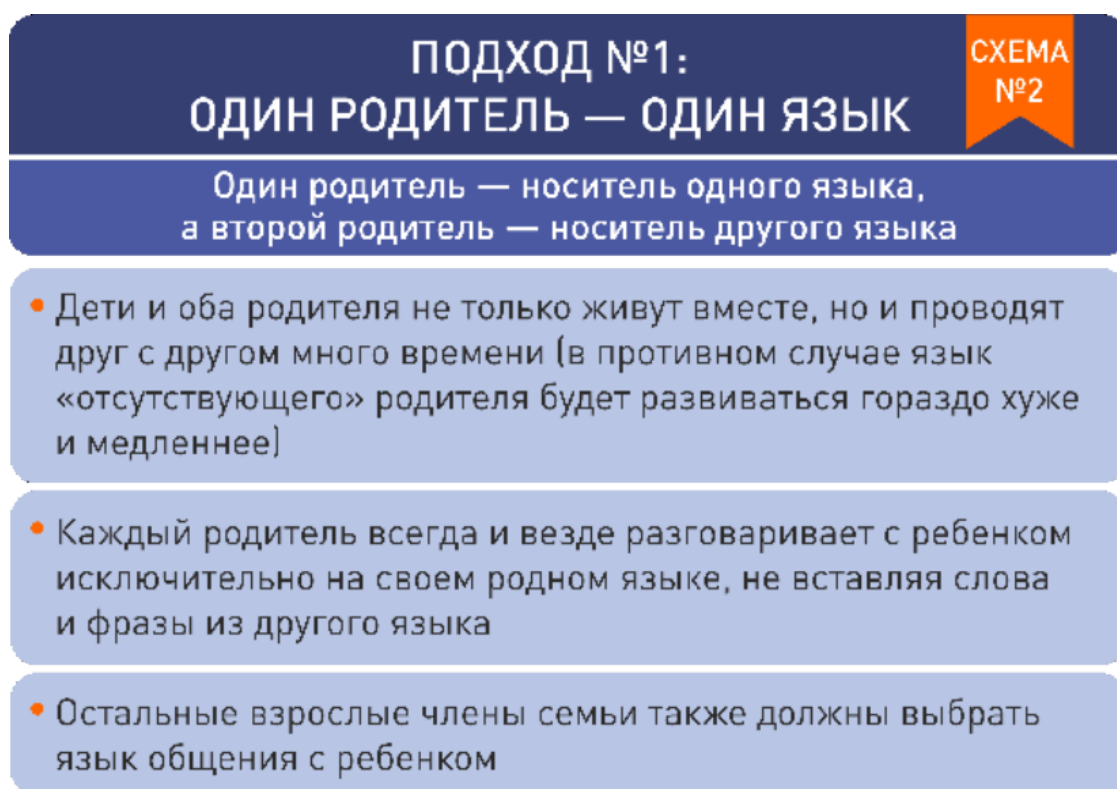 ПОДХОД №1:
ОДИН РОДИТЕЛЬ — ОДИН ЯЗЫК
СХЕМА
№2
Один родитель — носитель одного языка,
а второй родитель — носитель другого языка
• Дети и оба родителя не только живут вместе, но и проводят
друг с другом много времени (в противном случае язык
«отсутствующего» родителя будет развиваться гораздо хуже
и медленнее)
• Каждый родитель всегда и везде разговаривает с ребенком
исключительно на своем родном языке, не вставляя слова
и фразы из другого языка
• Остальные взрослые члены семьи также должны выбрать
язык общения с ребенком